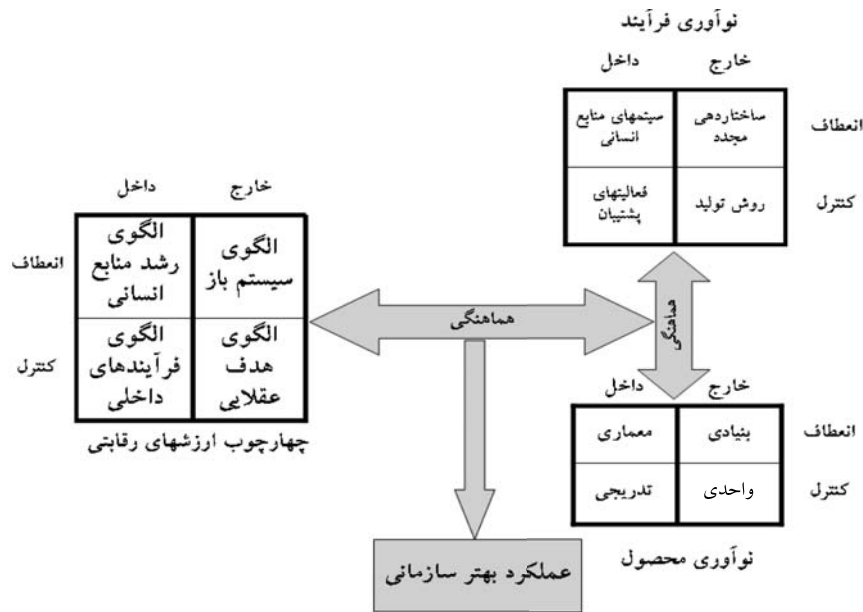 نوآوری فرآیند
خارج
داخل
ساختاردهی
مجدد
سیتمهای منابع
انسانی
انعطاف
روش تولید
فعالیتهای
پشتیبان
کنترل
خارج
داخل
الگوی
سیستم باز
الگوی
رشد منابع
انسانی
انعطاف
الگوی
هدف
عقلایی
الگوی
فرآیندهای
داخلی
کنترل
چهارچوب ارزشهای رقابتی
هماهنگی
هماهنگی
خارج
داخل
بنیادی
معماری
انعطاف
واحدی
تدریجی
کنترل
نوآوری محصول
عملکرد بهتر سازمانی